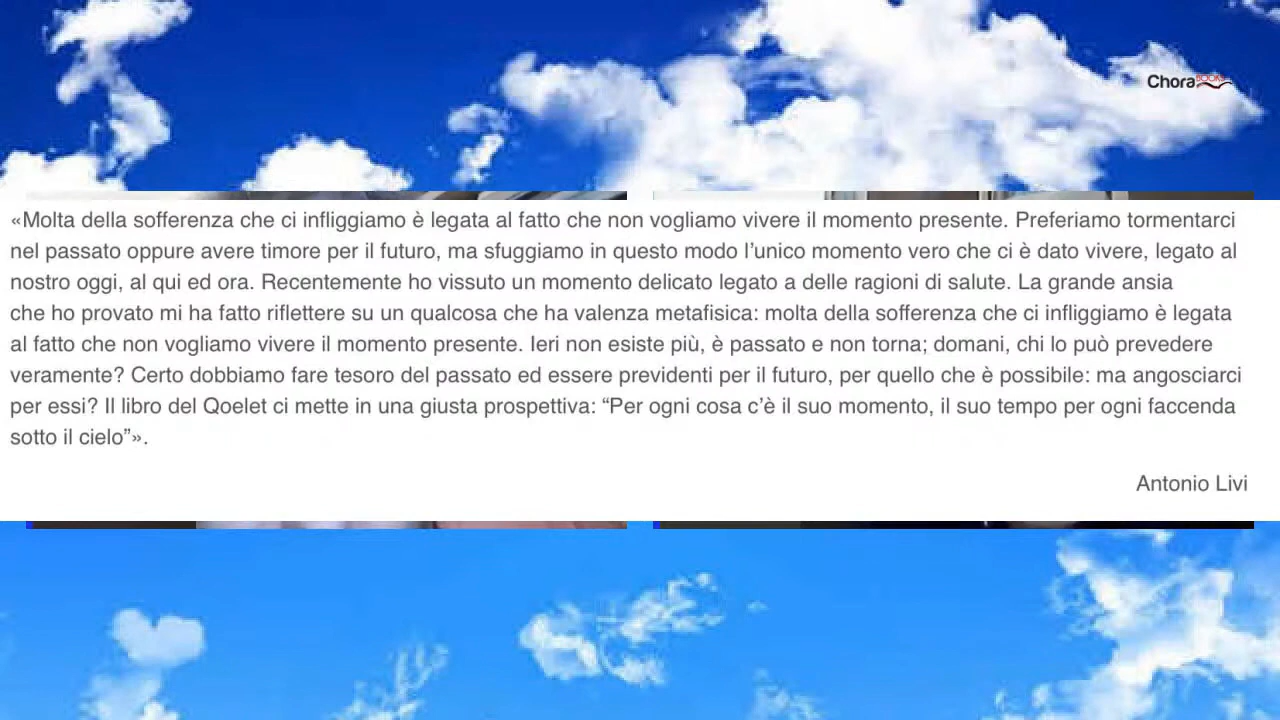 Chora BOOKS
«Molta della sofferenza che ci infliggiamo è legata al fatto che non vogliamo vivere il momento presente. Preferiamo tormentarci
nel passato oppure avere timore per il futuro, ma sfuggiamo in questo modo l’unico momento vero che ci è dato vivere, legato al
nostro oggi, al qui ed ora. Recentemente ho vissuto un momento delicato legato a delle ragioni di salute. La grande ansia
che ho provato mi ha fatto riflettere su un qualcosa che ha valenza metafisica: molta della sofferenza che ci infliggiamo è legata
al fatto che non vogliamo vivere il momento presente. Ieri non esiste più, è passato e non torna; domani, chi lo può prevedere
veramente? Certo dobbiamo fare tesoro del passato ed essere previdenti per il futuro, per quello che è possibile: ma angosciarci
per essi? Il libro del Qoelet ci mette in una giusta prospettiva: “Per ogni cosa c’è il suo momento, il suo tempo per ogni faccenda
sotto il cielo”».
Antonio Livi